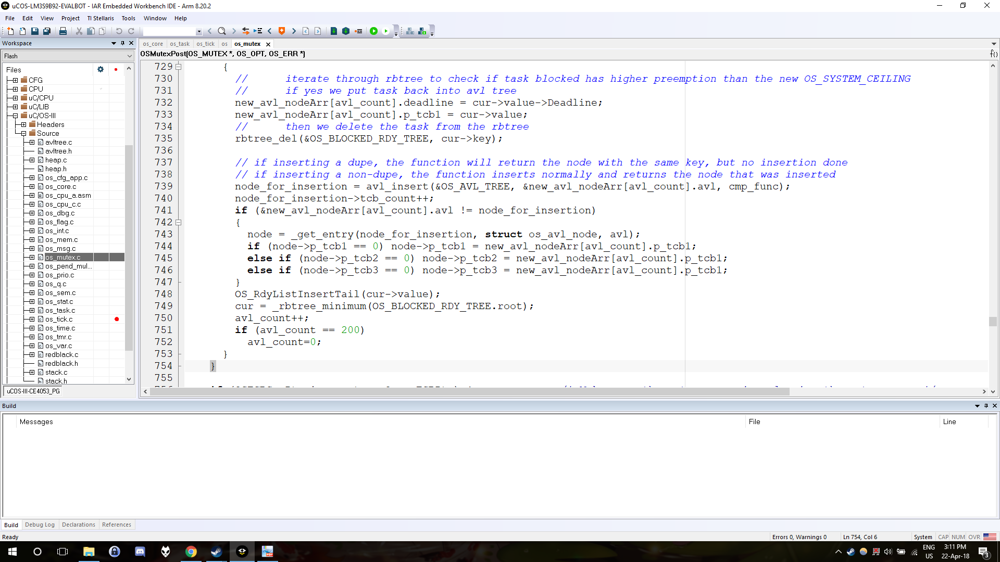 uCOS-LM3S9B92-EVALBOT - IAR Embedded Workbench IDE - Arm 8.20.2
File Edit View Project TI Stellaris Tools Window Help
Workspace
Flash
Files
CFG
CPU
uC/CPU
uC/LIB
uC/OS-III
Headers
Source
avltree.c
avltree.h
heap.c
heap.h
os_cfg_app.c
os_core.c
os_cpu_a.asm
os_cpu_c.c
os_dbg.c
os_flag.c
os_int.c
os_mem.c
os_msg.c
os_mutex.c
os_pend_mul...
os_prio.c
os_q.c
os_sem.c
os_stat.c
os_task.c
os_tick.c
os_time.c
os_tmr.c
os_var.c
redblack.c
redblack.h
stack.c
stack.h
uCOS-III-CE4053_PG
os_core os_task os_tick os os_mutex
OSMutexPost(OS_MUTEX *, OS_OPT, OS_ERR *)
f()
729 {
730 // iterate through rbtree to check if task blocked has higher preemption than the new OS_SYSTEM_CEILING
731 // if yes we put task back into avl tree
732 new_avl_nodeArr[avl_count].deadline = cur->value->Deadline;
733 new_avl_nodeArr[avl_count].p_tcb1 = cur->value;
734 // then we delete the task from the rbtree
735 rbtree_del(&OS_BLOCKED_RDY_TREE, cur->key);
736
737 // if inserting a dupe, the function will return the node with the same key, but no insertion done
738 // if inserting a non-dupe, the function inserts normally and returns the node that was inserted
739 node_for_insertion = avl_insert(&OS_AVL_TREE, &new_avl_nodeArr[avl_count].avl, cmp_func);
740 node_for_insertion->tcb_count++;
741 if (&new_avl_nodeArr[avl_count].avl != node_for_insertion)
742 {
743 node = _get_entry(node_for_insertion, struct os_avl_node, avl);
744 if (node->p_tcb1 == 0) node->p_tcb1 = new_avl_nodeArr[avl_count].p_tcb1;
745 else if (node->p_tcb2 == 0) node->p_tcb2 = new_avl_nodeArr[avl_count].p_tcb1;
746 else if (node->p_tcb3 == 0) node->p_tcb3 = new_avl_nodeArr[avl_count].p_tcb1;
747 }
748 OS_RdyListInsertTail(cur->value);
749 cur = _rbtree_minimum(OS_BLOCKED_RDY_TREE.root);
750 avl_count++;
751 if (avl_count == 200)
752 avl_count=0;
753 }
754 }
755
Build
Messages File Line
Build Debug Log Declarations References
Ready Errors 0, Warnings 0 Ln 754, Col 6 System CAP NUM OVR
ENG
US
3:11 PM
22-Apr-18
3